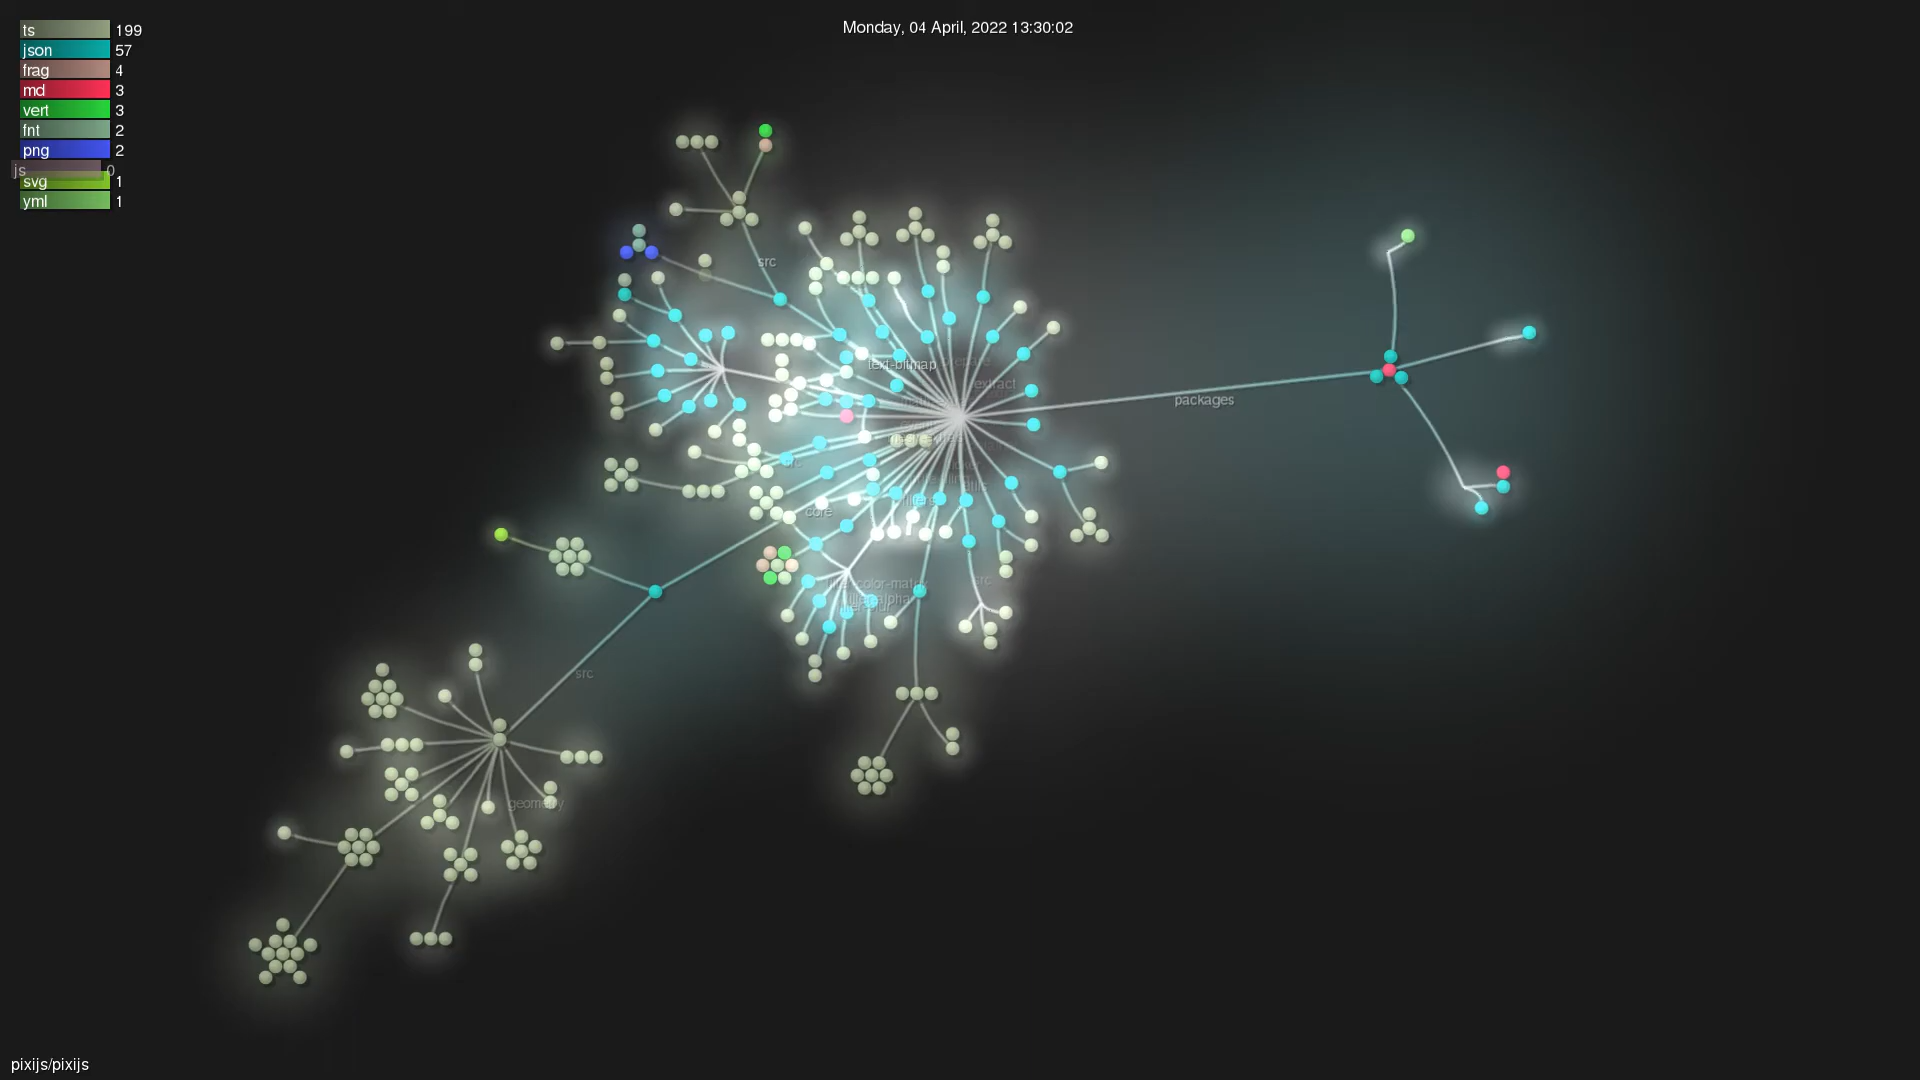 Monday, 04 April, 2022 13:30:02
ts 199
json 57
frag 4
md 3
vert 3
fnt 2
png 2
js 0
svg 1
yml 1
src
text-bitmap
prepare
extract
packages
src
core
src
src
geometry
pixijs/pixijs